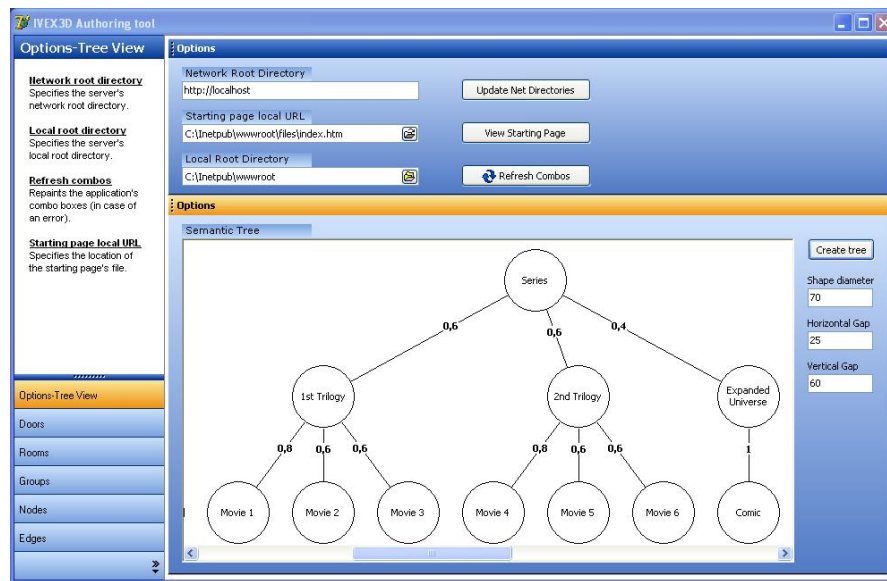 IVEX3D Authoring tool
Options-Tree View
Network root directory
Specifies the server's
network root directory.
Local root directory
Specifies the server's
local root directory.
Refresh combos
Repaints the application's
combo boxes (in case of
an error).
Starting page local URL
Specifies the location of
the starting page's file.
Options-Tree View
Doors
Rooms
Groups
Nodes
Edges
Options
Network Root Directory
http://localhost
Update Net Directories
Starting page local URL
C:\Inetpub\wwwroot\files\index.htm
View Starting Page
Local Root Directory
C:\Inetpub\wwwroot
Refresh Combos
Options
Semantic Tree
Series
0,6 0,6 0,4
1st Trilogy 2nd Trilogy Expanded
Universe
0,8 0,6 0,6 0,8 0,6 0,6 1
Movie 1 Movie 2 Movie 3 Movie 4 Movie 5 Movie 6 Comic
Create tree
Shape diameter
70
Horizontal Gap
25
Vertical Gap
60